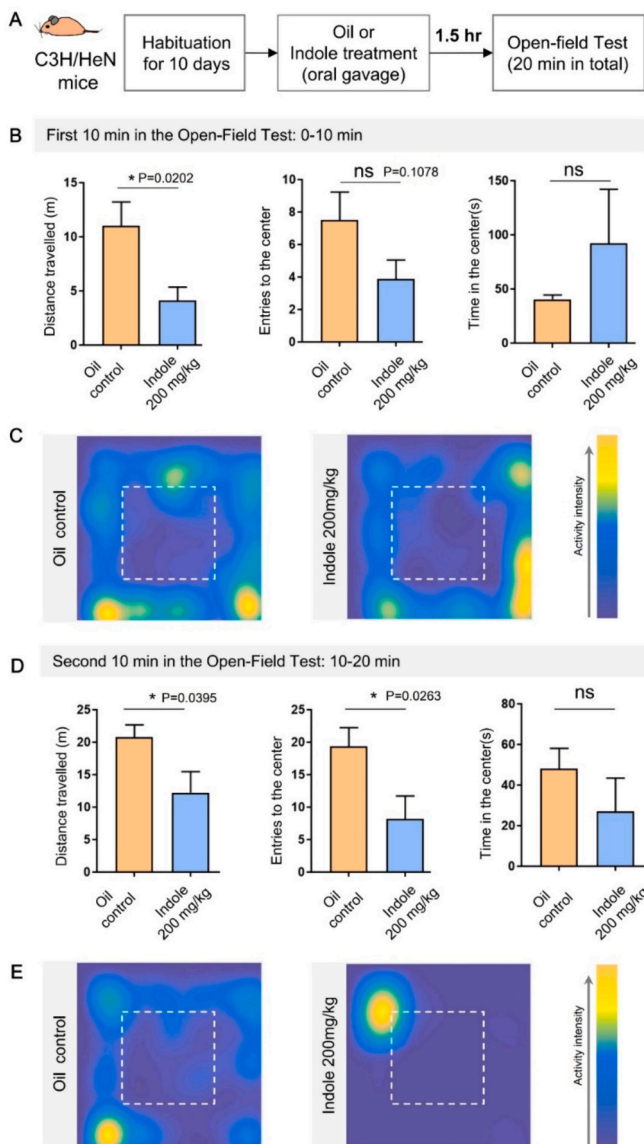 A
C3H/HeN
mice
Habituation
for 10 days
Oil or
Indole treatment
(oral gavage)
1.5 hr
Open-field Test
(20 min in total)
B
First 10 min in the Open-Field Test: 0-10 min
Distance travelled (m)
15
10
5
0
* P=0.0202
Oil
control
Indole
200 mg/kg
Entries to the center
10
8
6
4
2
0
ns P=0.1078
Oil
control
Indole
200 mg/kg
Time in the center(s)
150
100
50
0
ns
Oil
control
Indole
200 mg/kg
C
Oil control
Indole 200mg/kg
Activity intensity
D
Second 10 min in the Open-Field Test: 10-20 min
Distance travelled (m)
25
20
15
10
5
0
* P=0.0395
Oil
control
Indole
200 mg/kg
Entries to the center
25
20
15
10
5
0
* P=0.0263
Oil
control
Indole
200 mg/kg
Time in the center(s)
80
60
40
20
0
ns
Oil
control
Indole
200 mg/kg
E
Oil control
Indole 200mg/kg
Activity intensity